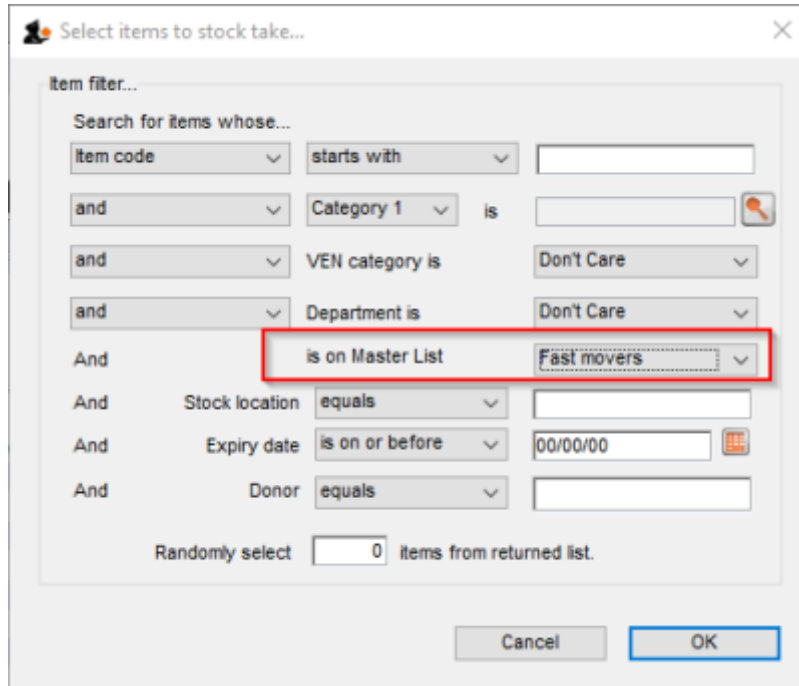 Select items to stock take...
Item filter...
Search for items whose...
Item code starts with
and Category 1 is
and VEN category is Don't Care
and Department is Don't Care
And is on Master List Fast movers
And Stock location equals
And Expiry date is on or before 00/00/00
And Donor equals
Randomly select 0 items from returned list.
Cancel OK